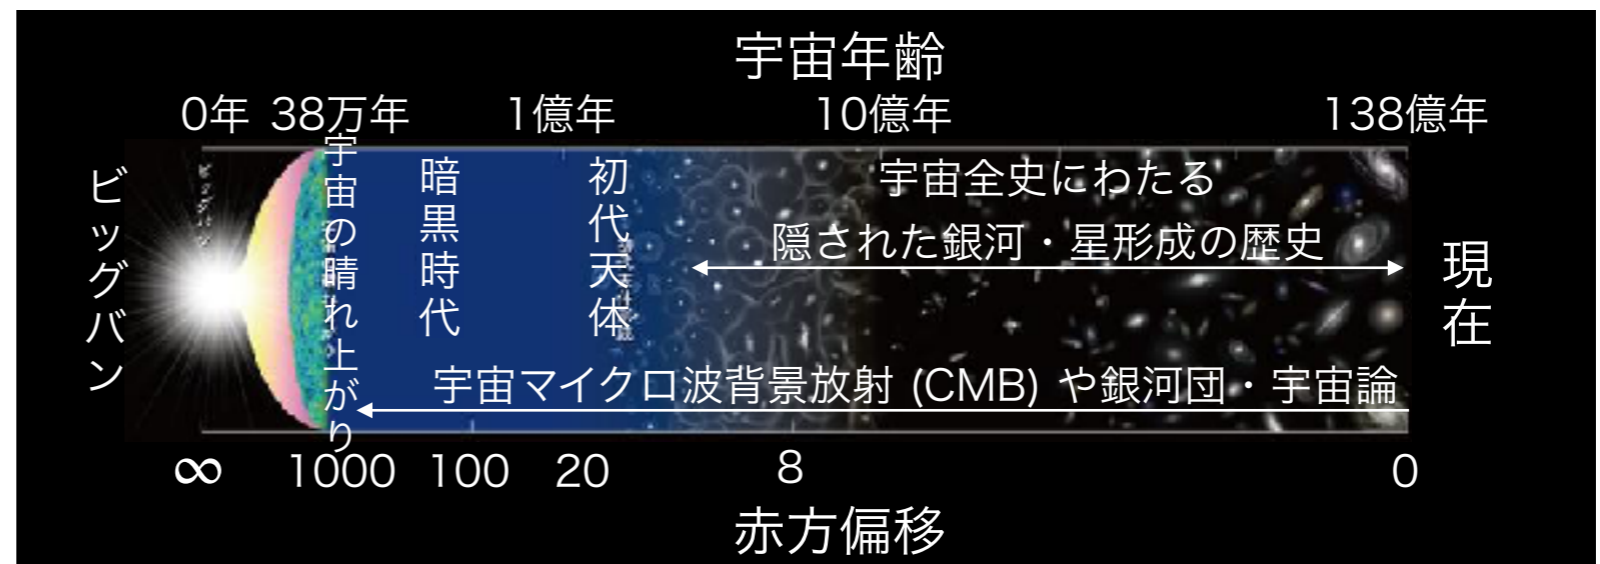 宇宙年齢
0年 38万年 1億年 10億年 138億年
ビッグバン
宇宙の晴れ上がり
暗黒時代
初代天体
宇宙全史にわたる
隠された銀河・星形成の歴史
現在
宇宙マイクロ波背景放射 (CMB) や銀河団・宇宙論
∞ 1000 100 20 8 0
赤方偏移